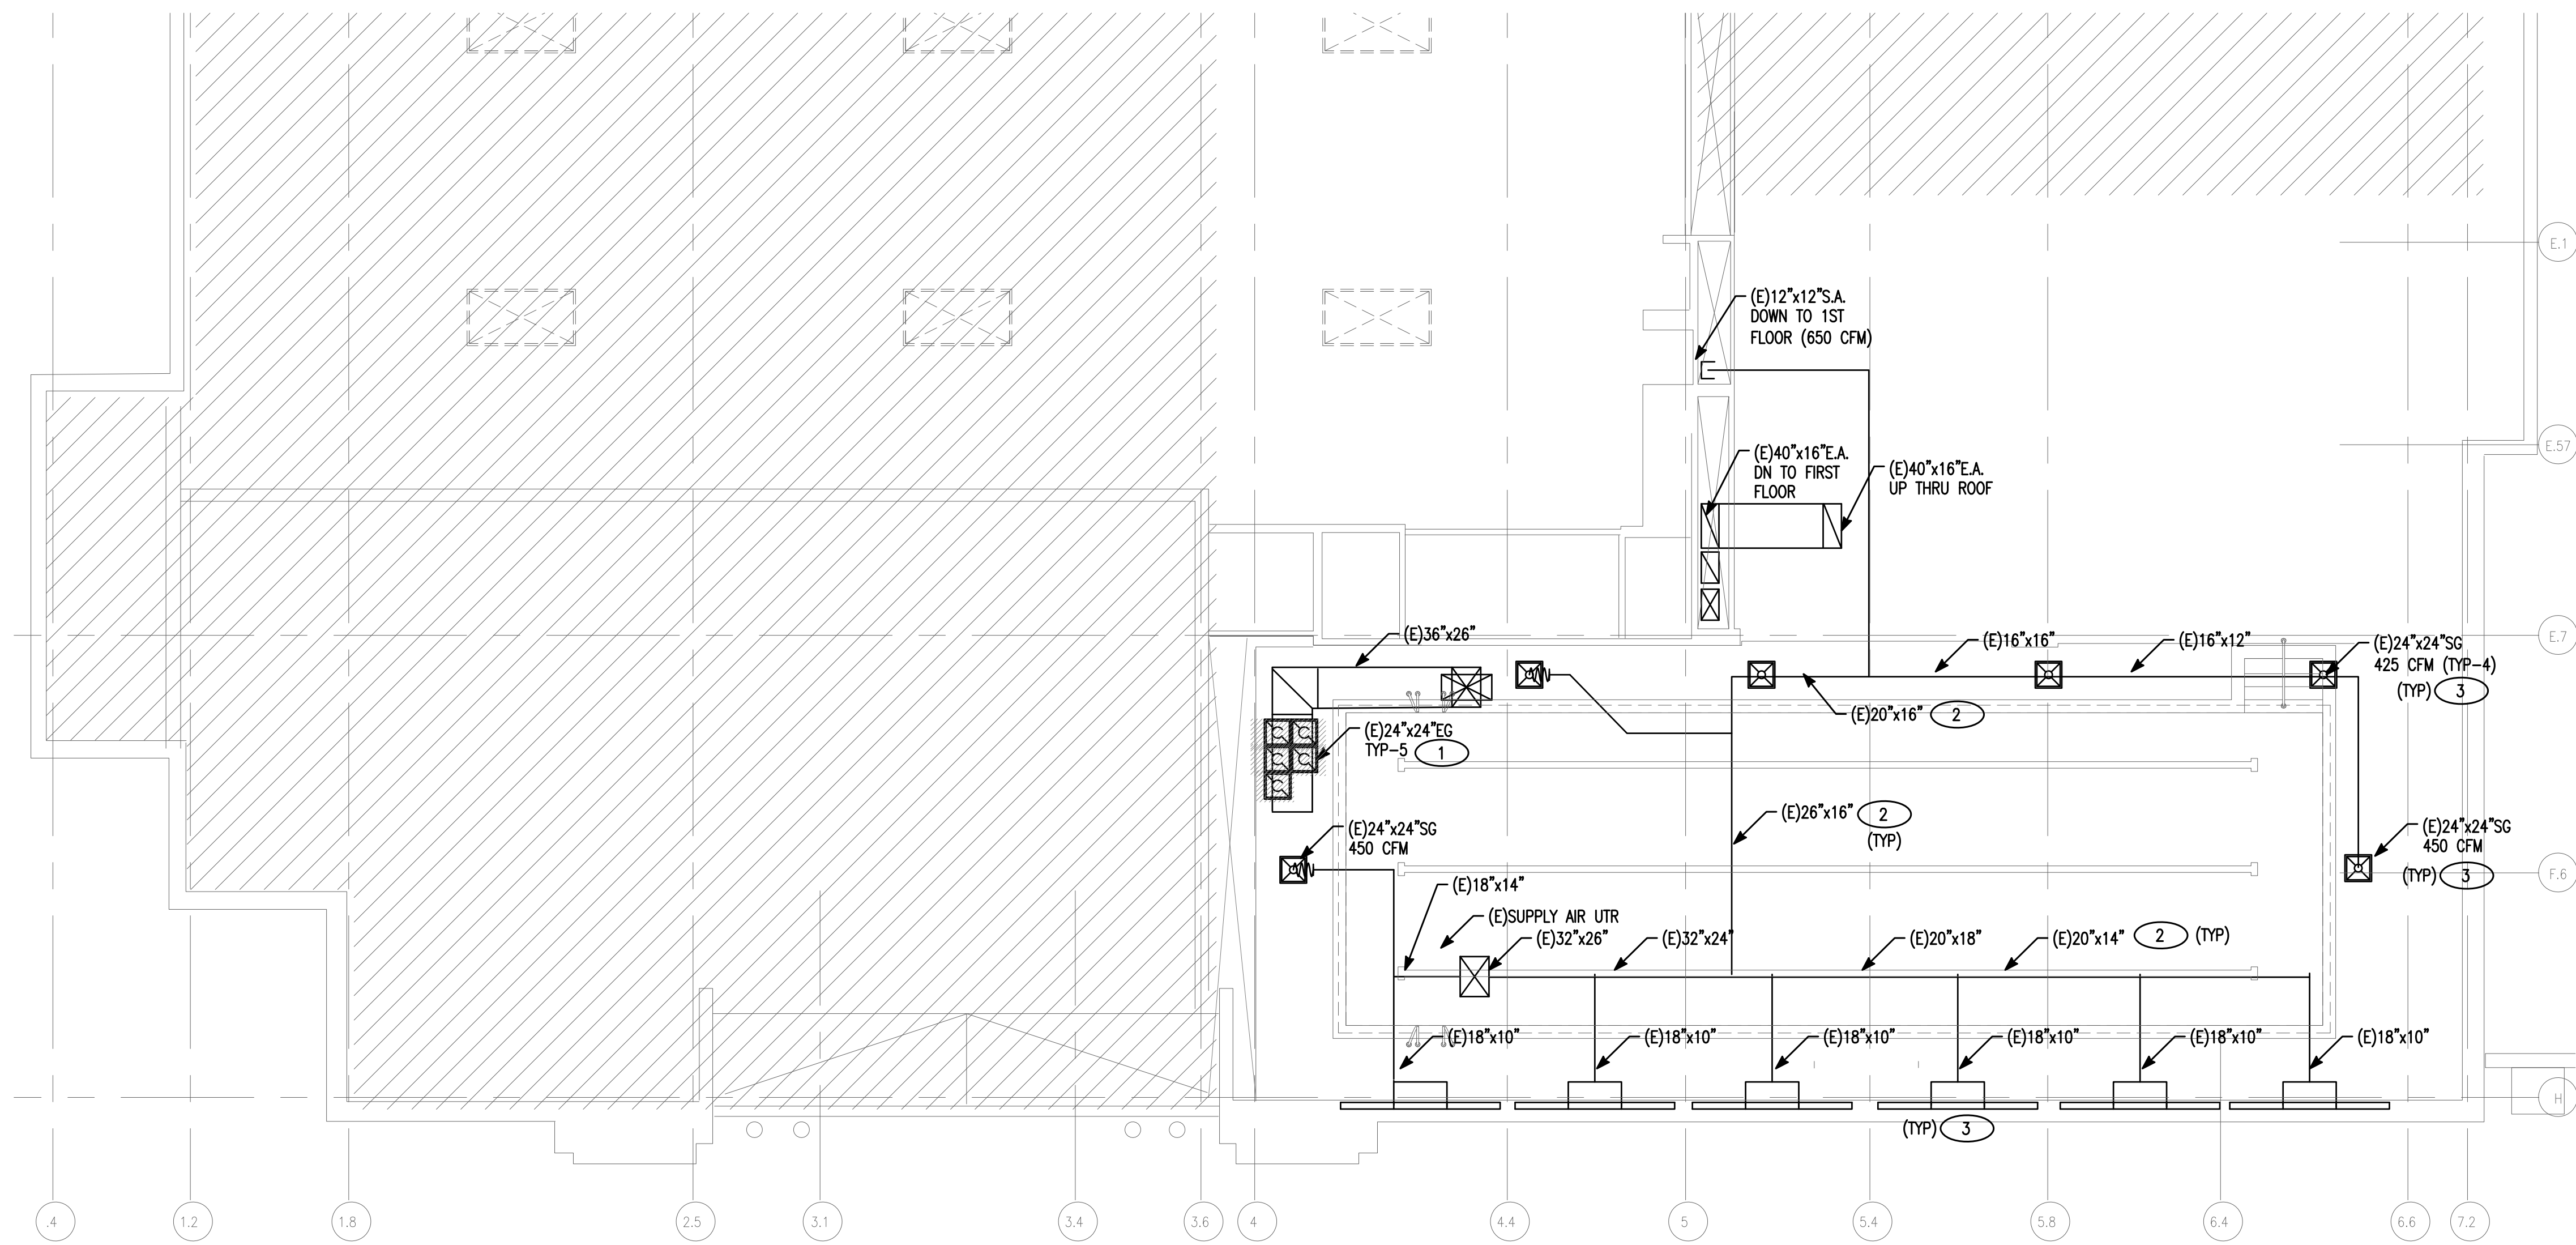 E.1
(E)12"x12"S.A.
DOWN TO 1ST
FLOOR (650 CFM)
E.57
(E)40"x16"E.A.
DN TO FIRST
FLOOR
(E)40"x16"E.A.
UP THRU ROOF
E.7
(E)36"x26"
(E)16"x16"
(E)16"x12"
(E)24"x24"SG
425 CFM (TYP-4)
(TYP) 3
(E)20"x16" 2
(E)24"x24"EG
TYP-5 1
(E)26"x16" 2
(TYP)
(E)24"x24"SG
450 CFM
(E)24"x24"SG
450 CFM
(TYP) 3
F.6
(E)18"x14"
(E)SUPPLY AIR UTR
(E)32"x26"
(E)32"x24"
(E)20"x18"
(E)20"x14" 2 (TYP)
(E)18"x10"
(E)18"x10"
(E)18"x10"
(E)18"x10"
(E)18"x10"
(E)18"x10"
H
(TYP) 3
.4
1.2
1.8
2.5
3.1
3.4
3.6
4
4.4
5
5.4
5.8
6.4
6.6
7.2